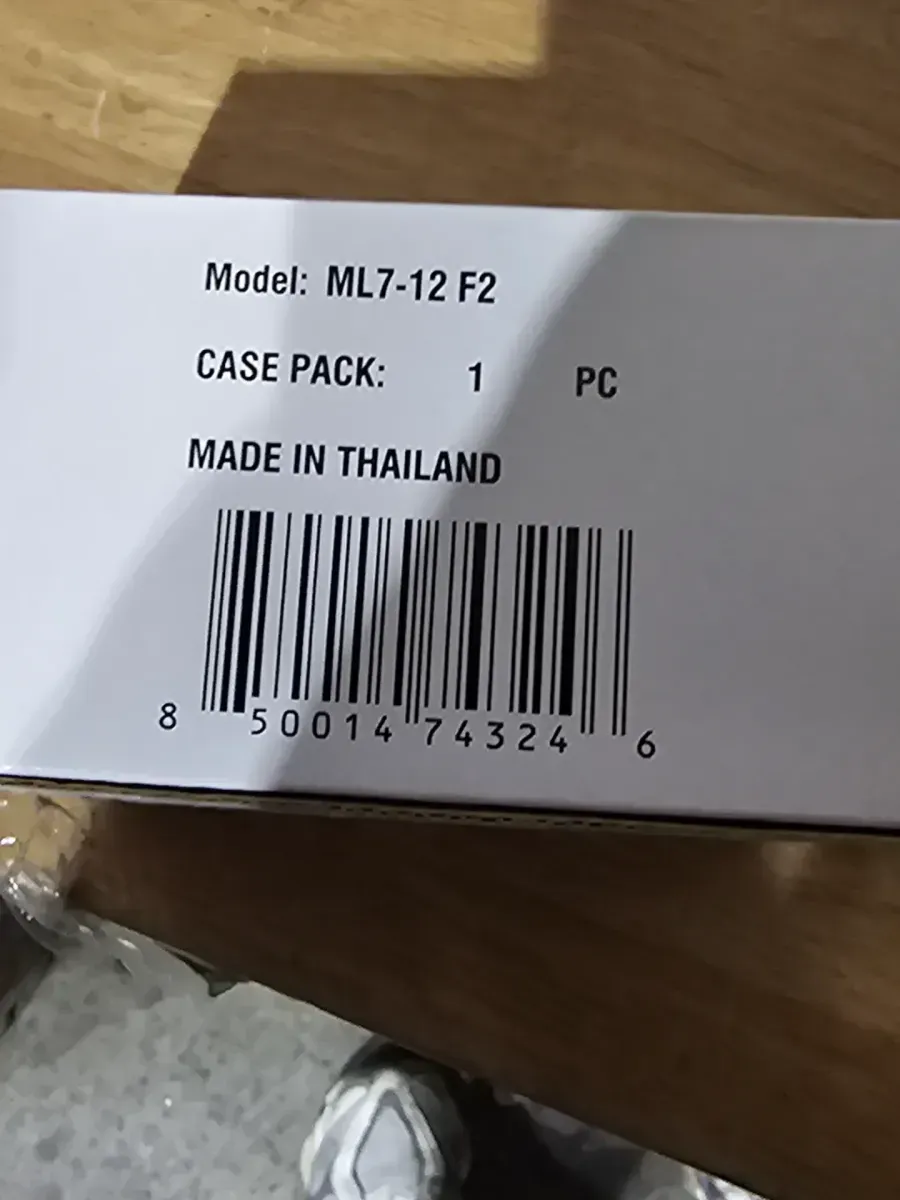 Model: ML7-12 F2
CASE PACK: 1 PC
MADE IN THAILAND
8 50014 74324 6